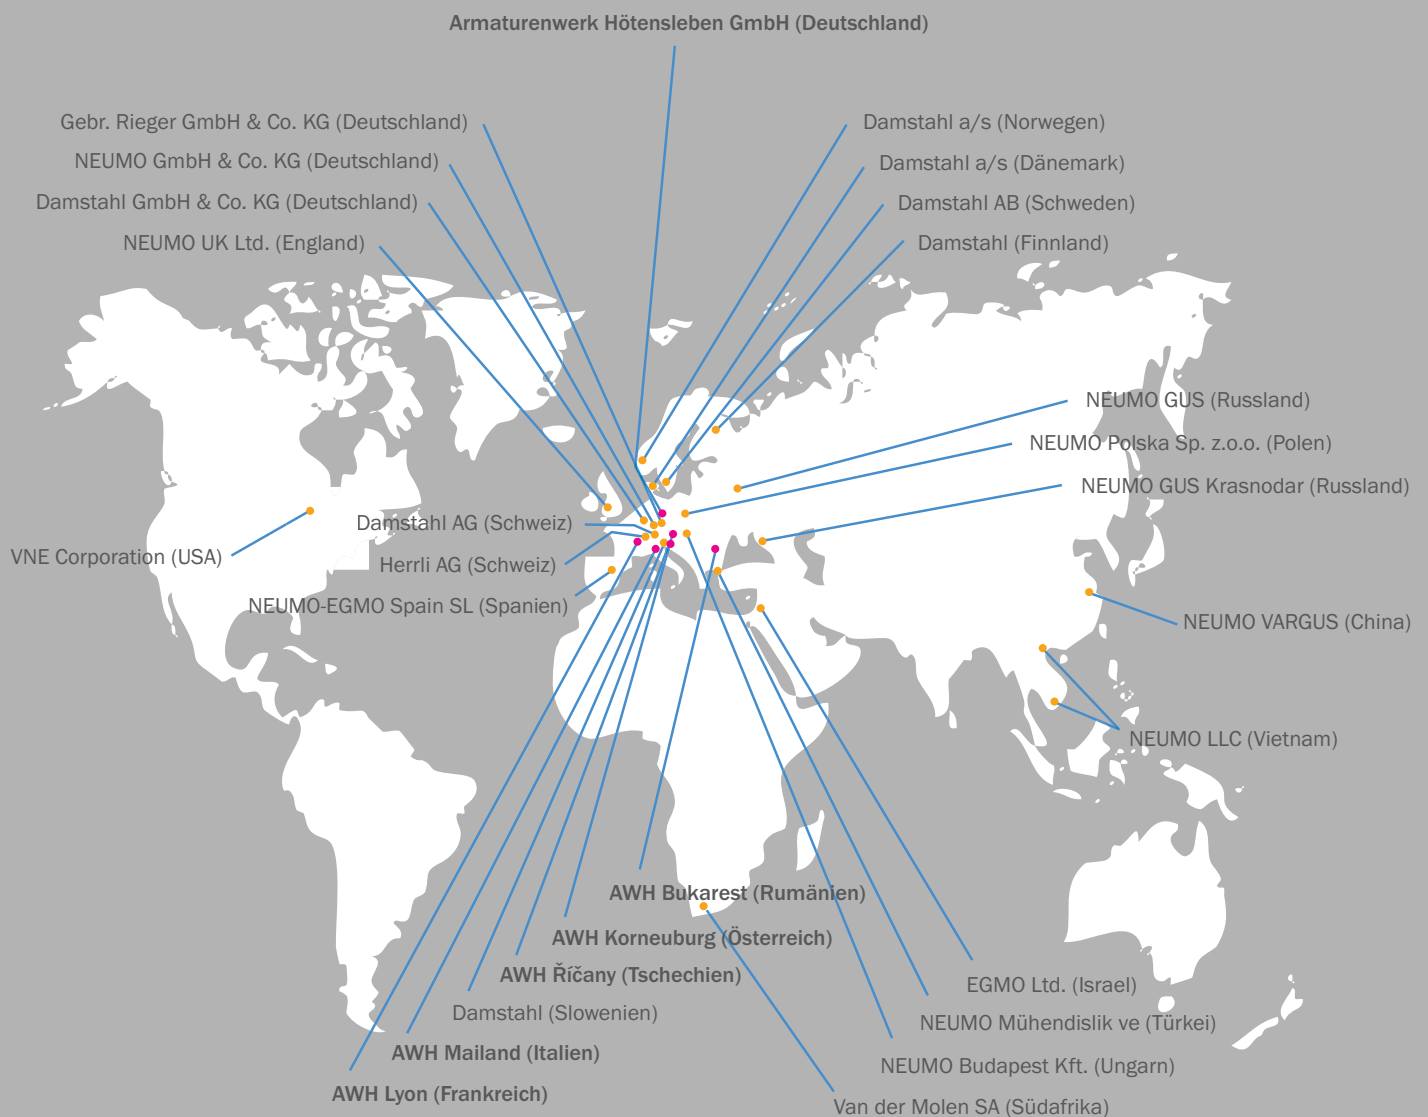 Armaturenwerk Hötensleben GmbH (Deutschland)
Gebr. Rieger GmbH & Co. KG (Deutschland)
NEUMO GmbH & Co. KG (Deutschland)
Damstahl GmbH & Co. KG (Deutschland)
NEUMO UK Ltd. (England)
Damstahl a/s (Norwegen)
Damstahl a/s (Dänemark)
Damstahl AB (Schweden)
Damstahl (Finnland)
NEUMO GUS (Russland)
NEUMO Polska Sp. z.o.o. (Polen)
NEUMO GUS Krasnodar (Russland)
Damstahl AG (Schweiz)
VNE Corporation (USA)
Herrli AG (Schweiz)
NEUMO-EGMO Spain SL (Spanien)
NEUMO VARGUS (China)
NEUMO LLC (Vietnam)
AWH Bukarest (Rumänien)
AWH Korneuburg (Österreich)
AWH Říčany (Tschechien)
Damstahl (Slowenien)
AWH Mailand (Italien)
AWH Lyon (Frankreich)
EGMO Ltd. (Israel)
NEUMO Mühendislik ve (Türkei)
NEUMO Budapest Kft. (Ungarn)
Van der Molen SA (Südafrika)